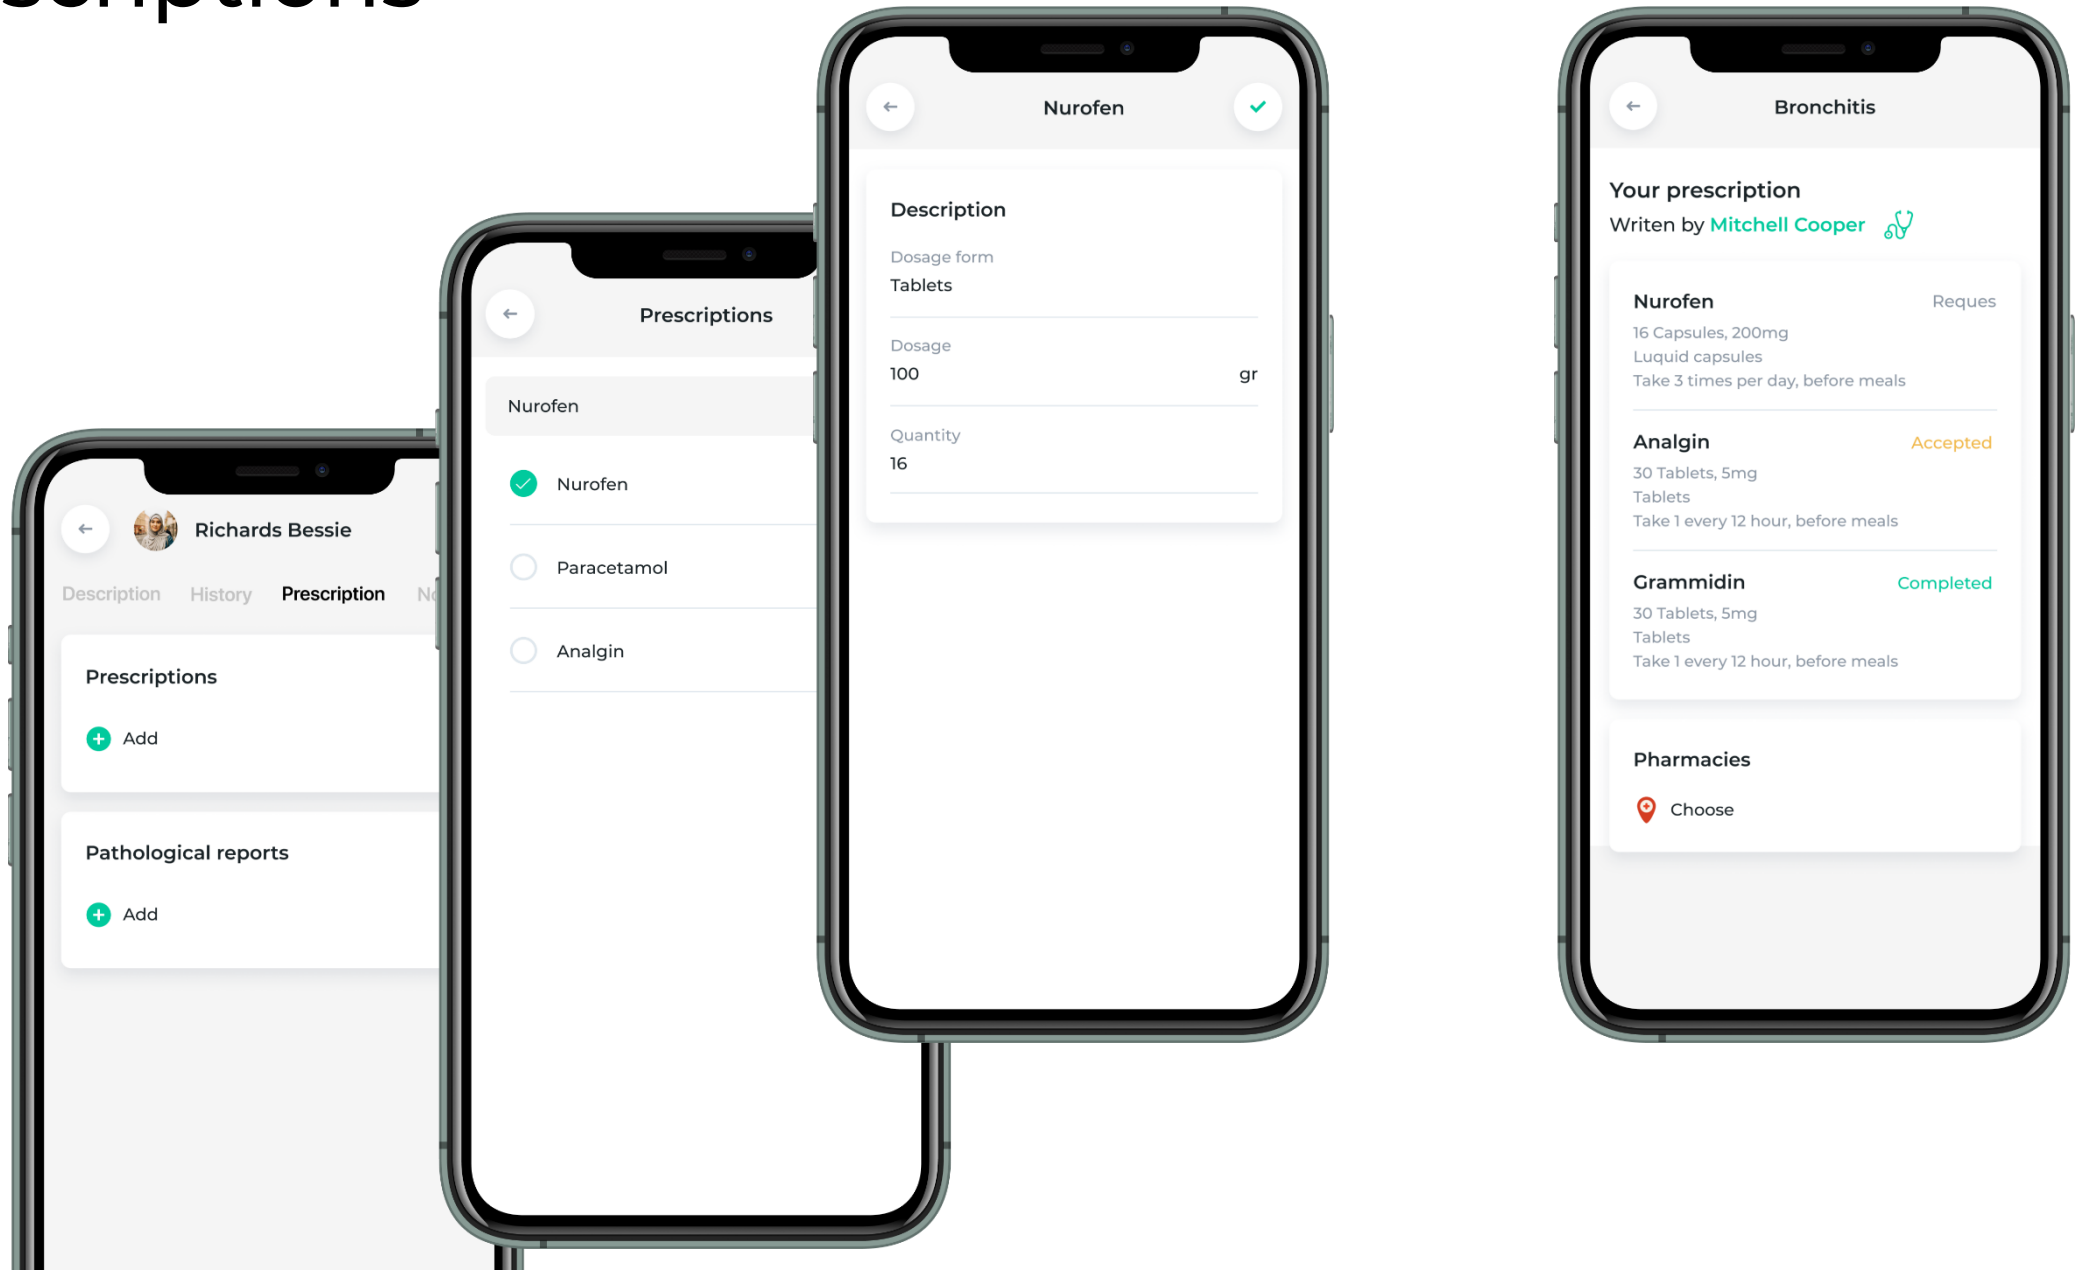 scriptions
Richards Bessie
Description History Prescription No
Prescriptions
Add
Pathological reports
Add
Prescriptions
Nurofen
Nurofen
Paracetamol
Analgin
Nurofen
Description
Dosage form
Tablets
Dosage
100 gr
Quantity
16
Bronchitis
Your prescription
Writen by Mitchell Cooper
Nurofen Reques
16 Capsules, 200mg
Luquid capsules
Take 3 times per day, before meals
Analgin Accepted
30 Tablets, 5mg
Tablets
Take 1 every 12 hour, before meals
Grammidin Completed
30 Tablets, 5mg
Tablets
Take 1 every 12 hour, before meals
Pharmacies
Choose